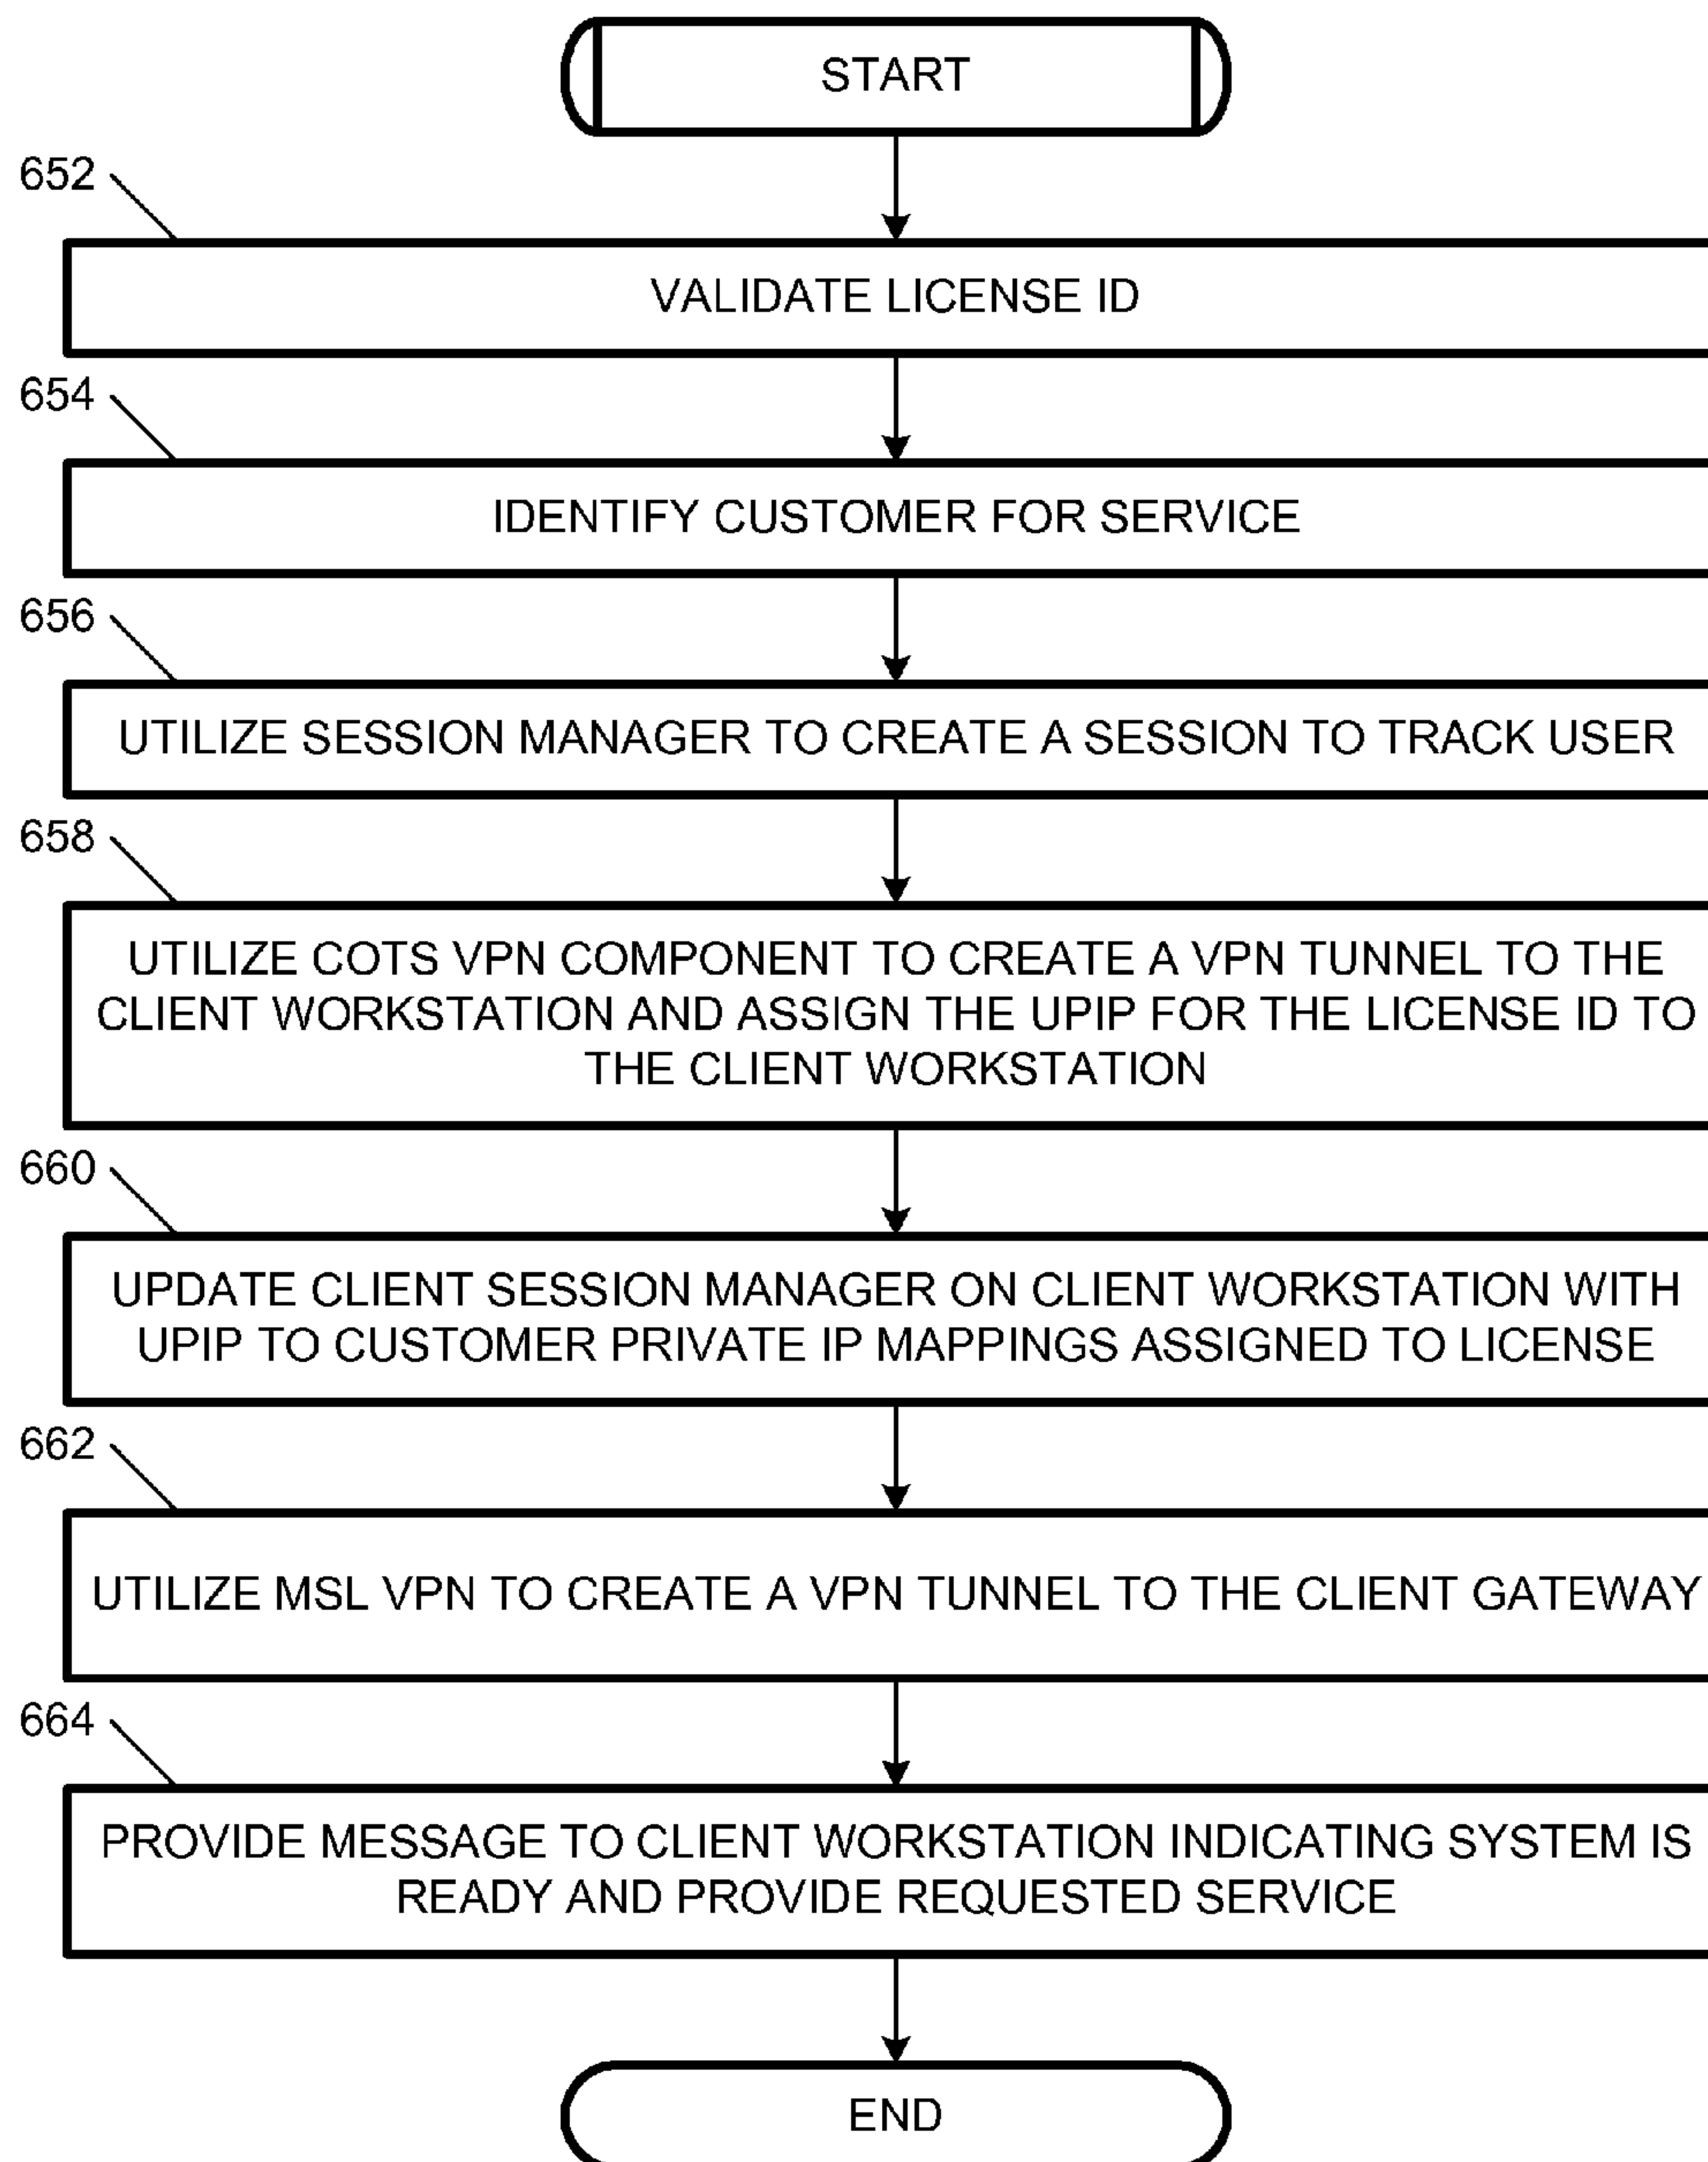 START
652
VALIDATE LICENSE ID
654
IDENTIFY CUSTOMER FOR SERVICE
656
UTILIZE SESSION MANAGER TO CREATE A SESSION TO TRACK USER
658
UTILIZE COTS VPN COMPONENT TO CREATE A VPN TUNNEL TO THE
CLIENT WORKSTATION AND ASSIGN THE UPIP FOR THE LICENSE ID TO
THE CLIENT WORKSTATION
660
UPDATE CLIENT SESSION MANAGER ON CLIENT WORKSTATION WITH
UPIP TO CUSTOMER PRIVATE IP MAPPINGS ASSIGNED TO LICENSE
662
UTILIZE MSL VPN TO CREATE A VPN TUNNEL TO THE CLIENT GATEWAY
664
PROVIDE MESSAGE TO CLIENT WORKSTATION INDICATING SYSTEM IS
READY AND PROVIDE REQUESTED SERVICE
END